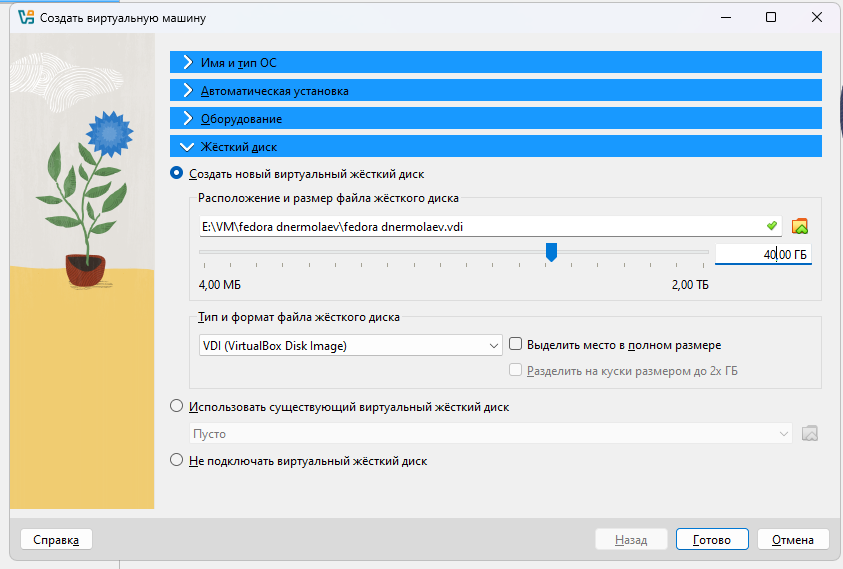 Создать виртуальную машину
Имя и тип ОС
Автоматическая установка
Оборудование
Жёсткий диск
Создать новый виртуальный жёсткий диск
Расположение и размер файла жёсткого диска
E:\VM\fedora dnermolaev\fedora dnermolaev.vdi
40,00 ГБ
4,00 МБ 2,00 ТБ
Тип и формат файла жёсткого диска
VDI (VirtualBox Disk Image) Выделить место в полном размере
Разделить на куски размером до 2х ГБ
Использовать существующий виртуальный жёсткий диск
Пусто
Не подключать виртуальный жёсткий диск
Справка Назад Готово Отмена